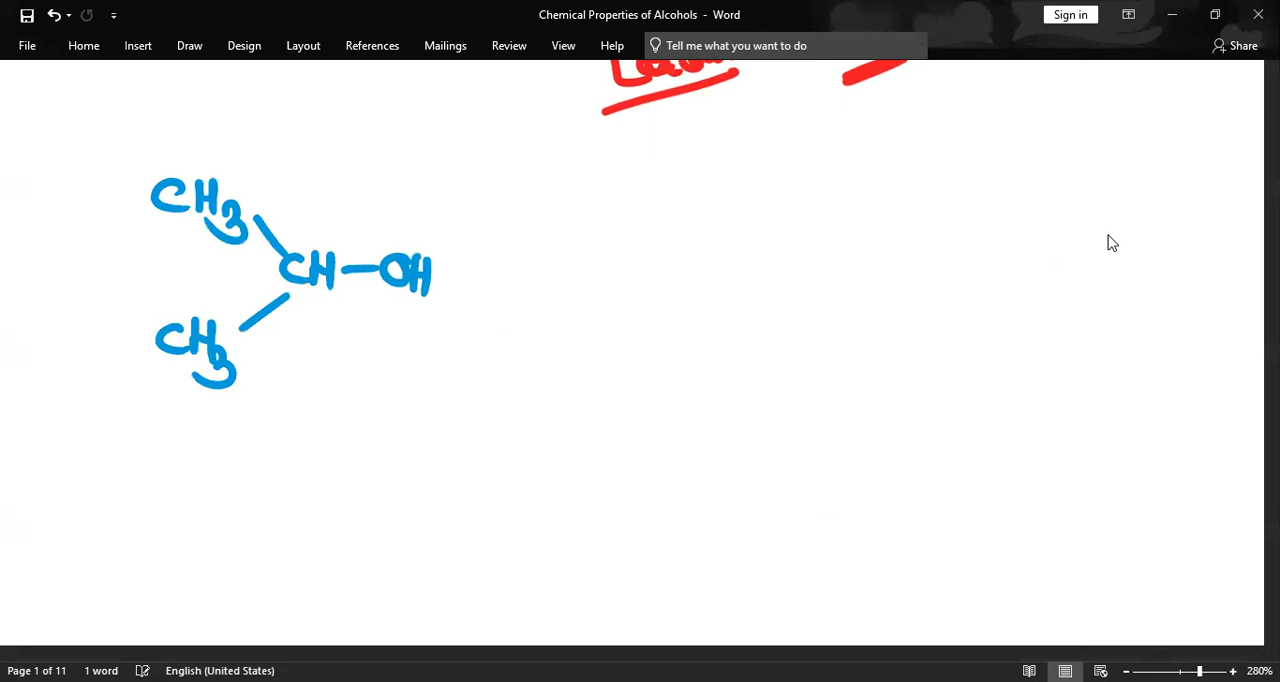 Chemical Properties of Alcohols - Word
Sign in
File Home Insert Draw Design Layout References Mailings Review View Help Tell me what you want to do Share
CH3
CH—OH
CH3
Page 1 of 11 1 word English (United States) 280%